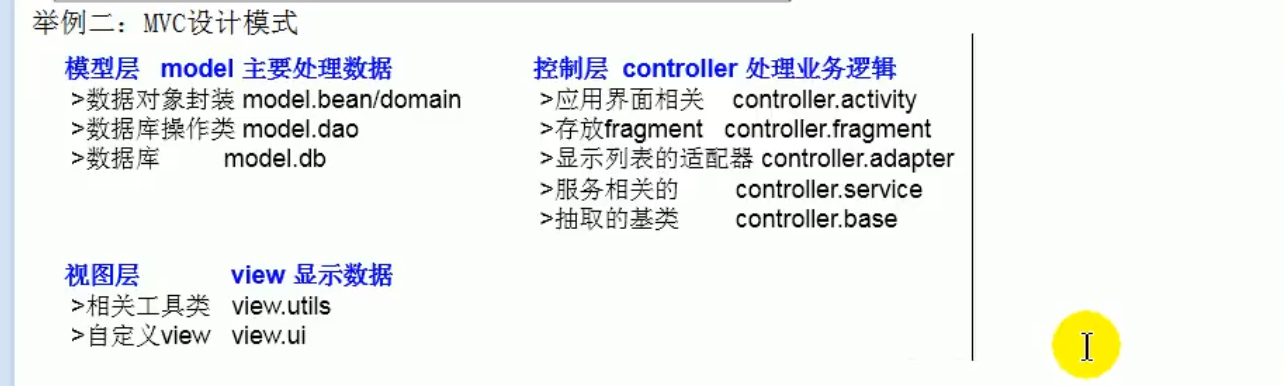 举例二：MVC设计模式
模型层 model 主要处理数据
>数据对象封装 model.bean/domain
>数据库操作类 model.dao
>数据库 model.db
控制层 controller 处理业务逻辑
>应用界面相关 controller.activity
>存放fragment controller.fragment
>显示列表的适配器 controller.adapter
>服务相关的 controller.service
>抽取的基类 controller.base
视图层 view 显示数据
>相关工具类 view.utils
>自定义view view.ui